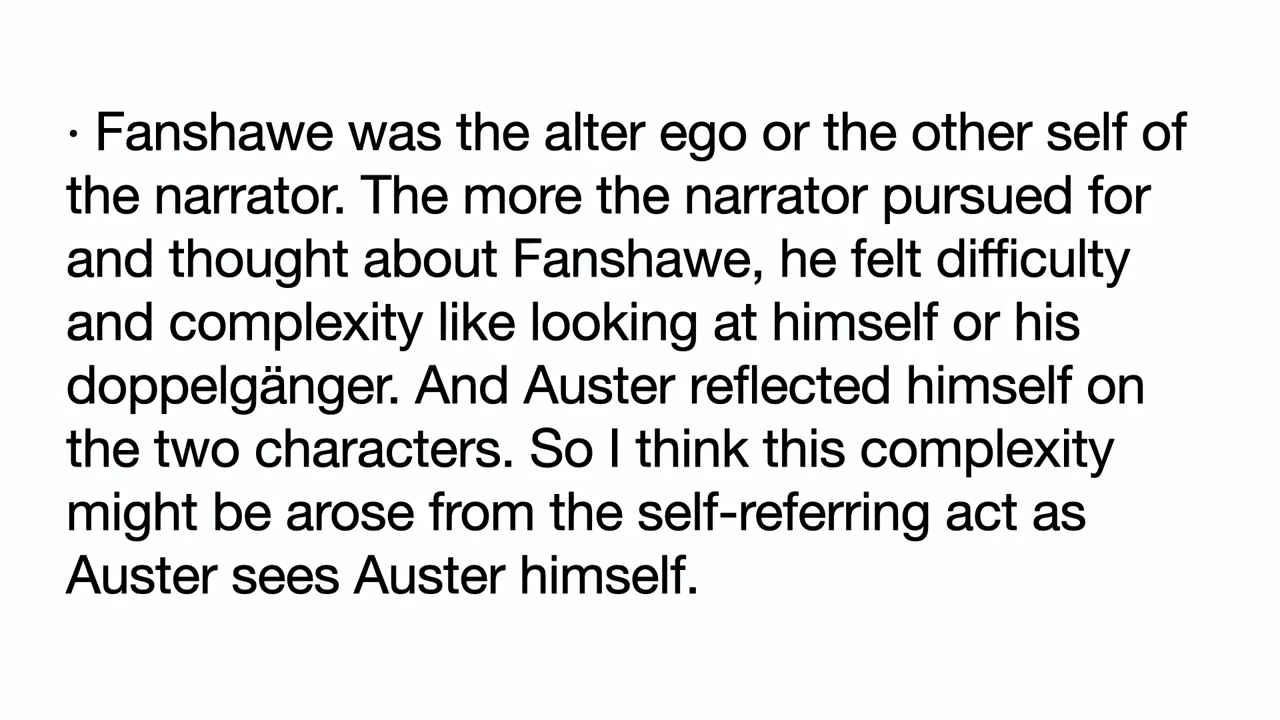 · Fanshawe was the alter ego or the other self of
the narrator. The more the narrator pursued for
and thought about Fanshawe, he felt difficulty
and complexity like looking at himself or his
doppelgänger. And Auster reflected himself on
the two characters. So I think this complexity
might be arose from the self-referring act as
Auster sees Auster himself.